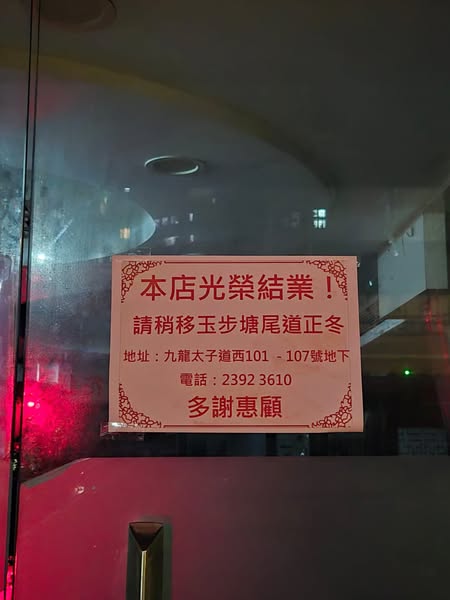 本店光榮結業！
請稍移玉步塘尾道正冬
地址：九龍太子道西101 - 107號地下
電話：2392 3610
多謝惠顧